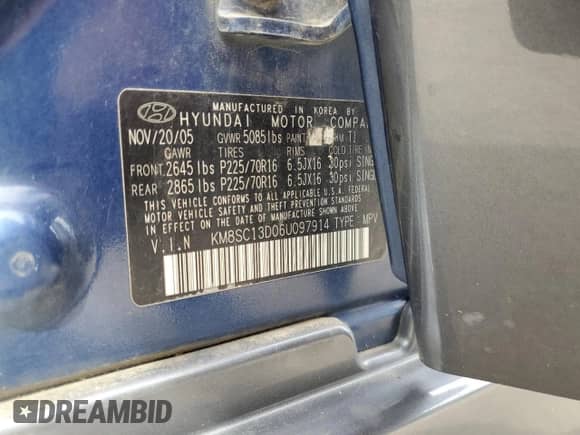 MANUFACTURED IN KOREA BY
HYUNDAI MOTOR COMPA
NOV/20/05 GVWR 5085lbs PAINT
GAWR TIRES RIMS COLD TIRE IN
FRONT 2645 lbs P225/70R16 6.5JX16 30psi SING
REAR 2865 lbs P225/70R16 6.5JX16 30psi SING
THIS VEHICLE CONFORMS TO ALL APPLICABLE U.S.A. FEDERAL
MOTOR VEHICLE SAFETY AND THEFT PREVENTION STANDARDS
IN EFFECT ON THE DATE OF MANUFACTURE SHOWN ABOVE
V.I.N KM8SC13D06U097914 TYPE : MPV
DREAMBID